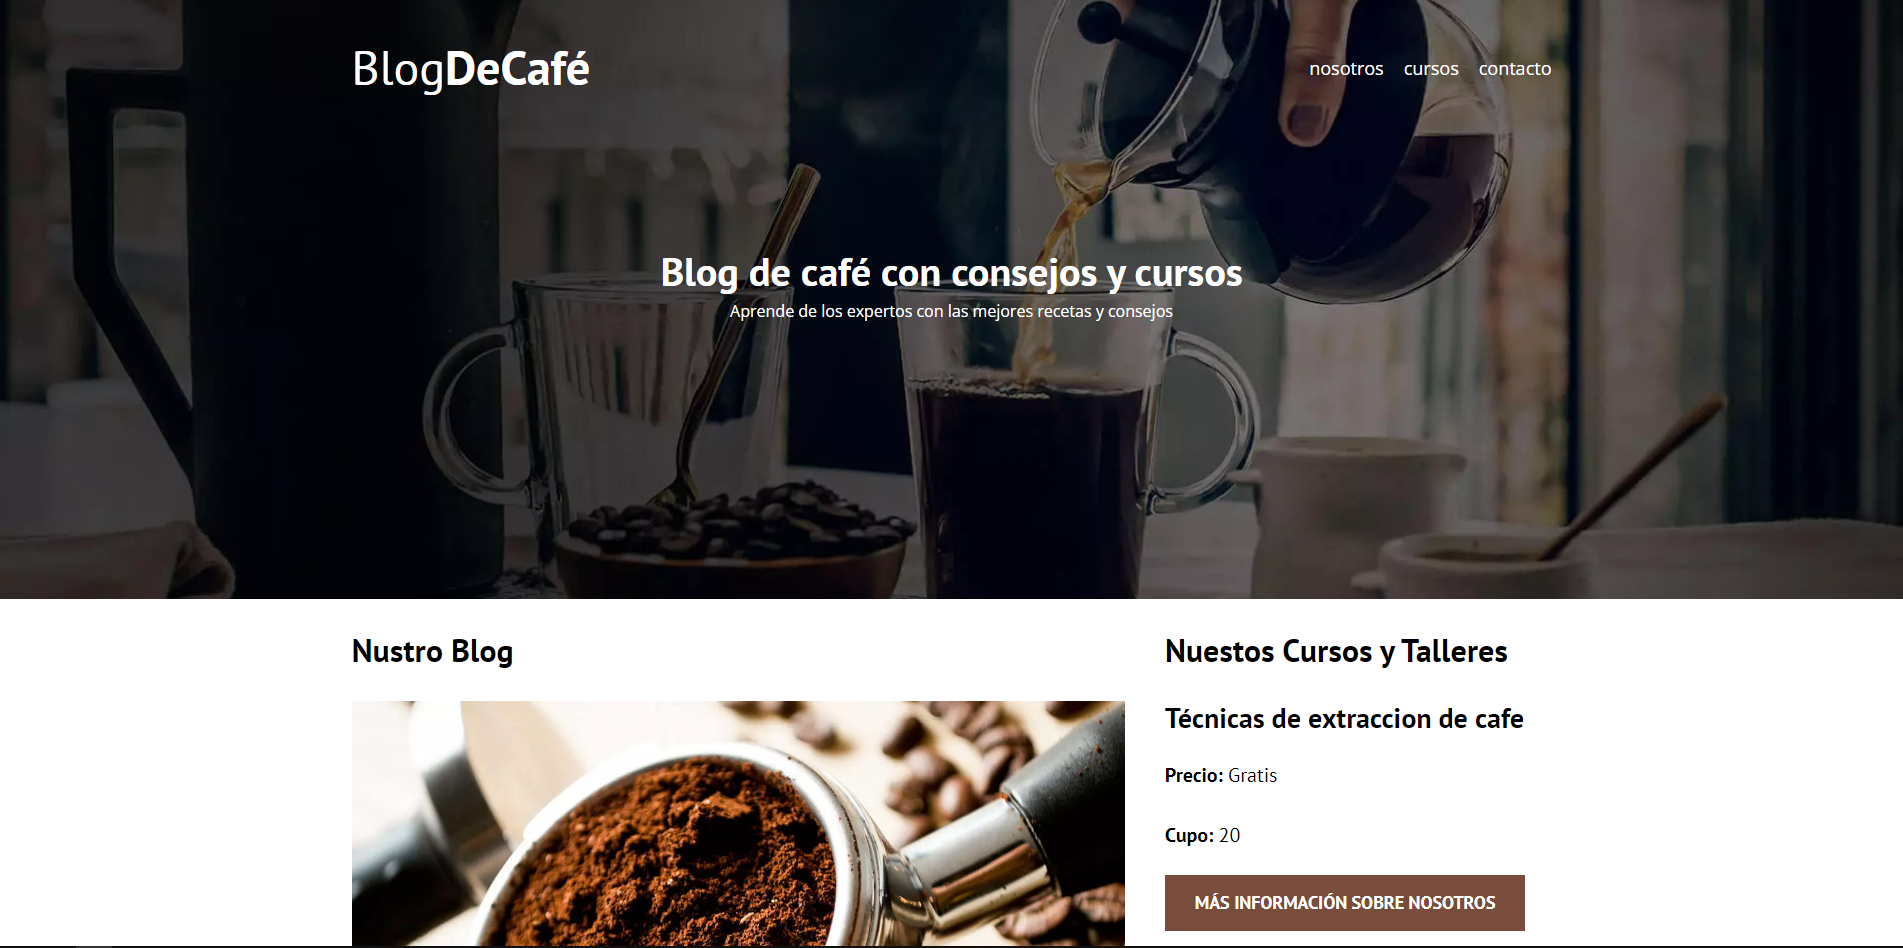 BlogDeCafé
nosotros cursos contacto
Blog de café con consejos y cursos
Aprende de los expertos con las mejores recetas y consejos
Nustro Blog
Nuestos Cursos y Talleres
Técnicas de extraccion de cafe
Precio: Gratis
Cupo: 20
MÁS INFORMACIÓN SOBRE NOSOTROS